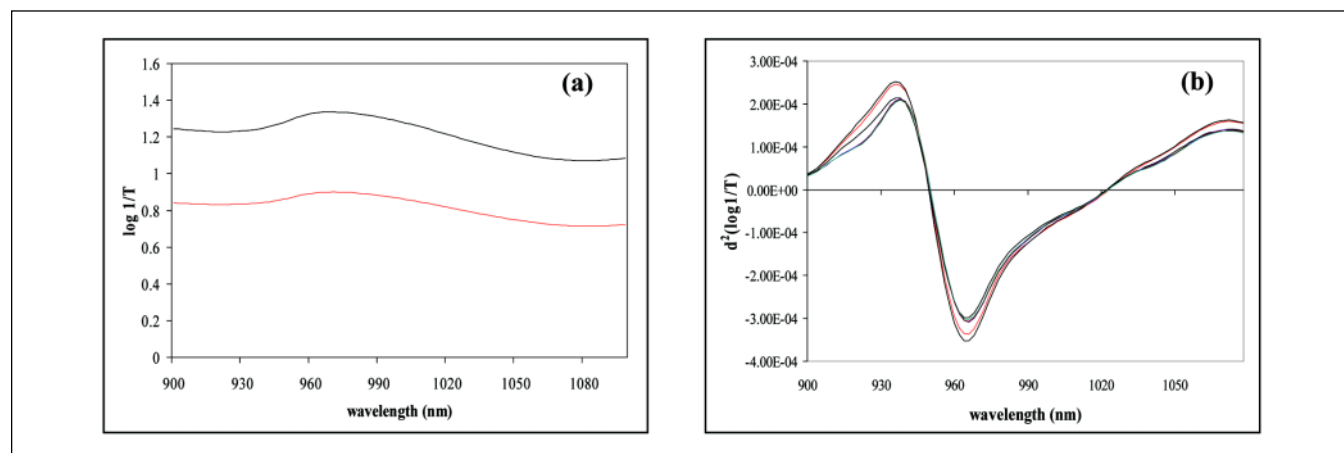 (a)
1.6
1.4
1.2
1
0.8
0.6
0.4
0.2
0
log 1/T
900 930 960 990 1020 1050 1080
wavelength (nm)
(b)
3.00E-04
2.00E-04
1.00E-04
0.00E+00
-1.00E-04
-2.00E-04
-3.00E-04
-4.00E-04
d²(log1/T)
900 930 960 990 1020 1050
wavelength (nm)